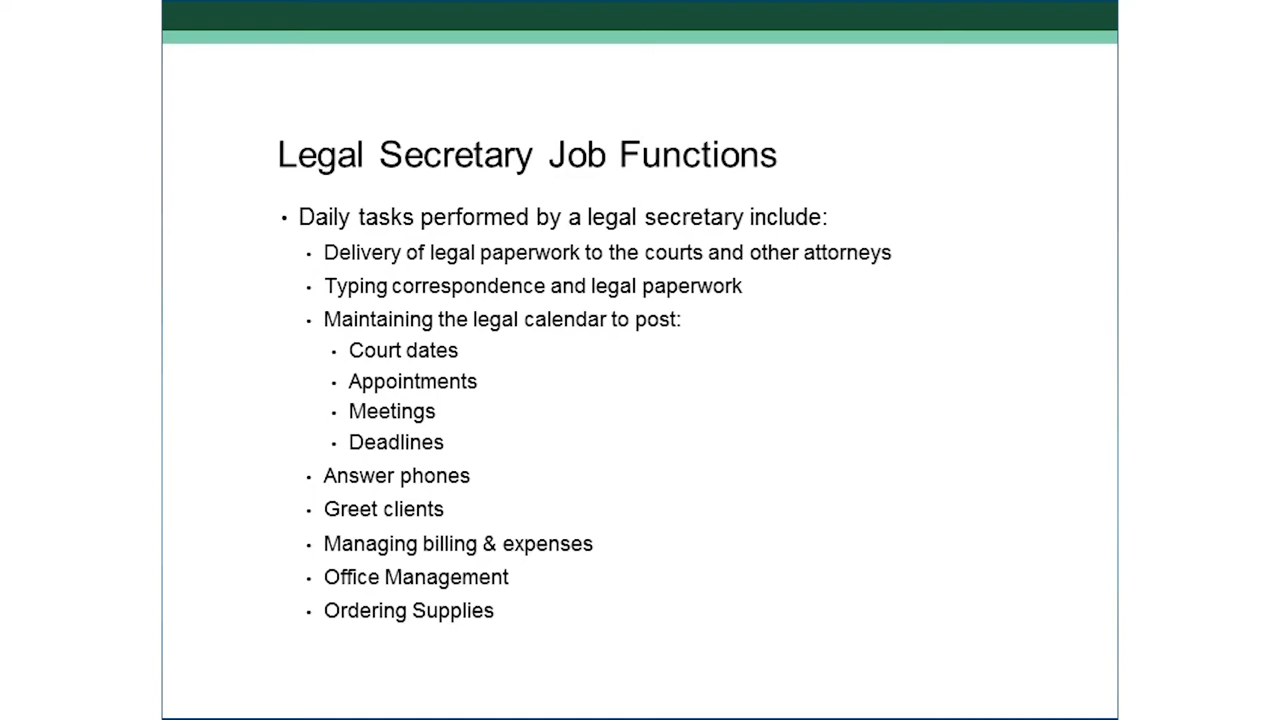 Legal Secretary Job Functions
• Daily tasks performed by a legal secretary include:
• Delivery of legal paperwork to the courts and other attorneys
• Typing correspondence and legal paperwork
• Maintaining the legal calendar to post:
• Court dates
• Appointments
• Meetings
• Deadlines
• Answer phones
• Greet clients
• Managing billing & expenses
• Office Management
• Ordering Supplies